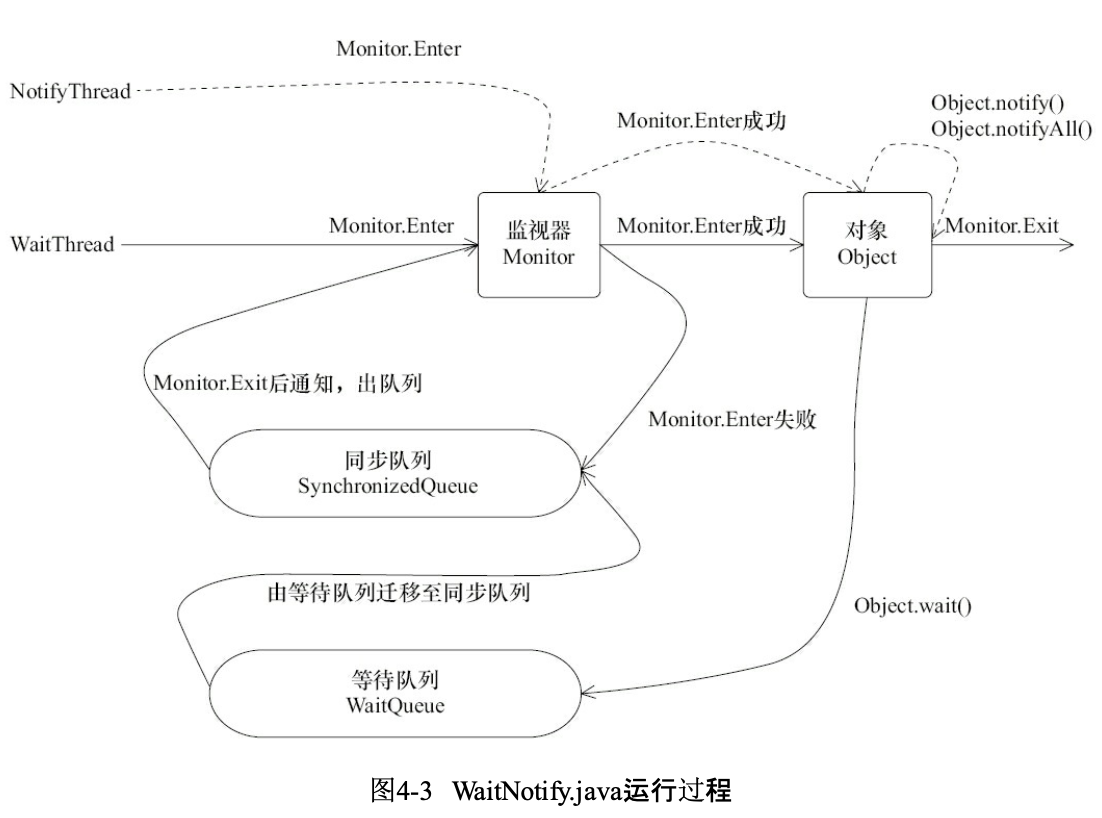 Monitor.Enter
NotifyThread
Monitor.Enter成功
Object.notify()
Object.notifyAll()
WaitThread
Monitor.Enter
监视器
Monitor
Monitor.Enter成功
对象
Object
Monitor.Exit
Monitor.Exit后通知，出队列
Monitor.Enter失败
同步队列
SynchronizedQueue
由等待队列迁移至同步队列
Object.wait()
等待队列
WaitQueue
图4-3 WaitNotify.java运行过程